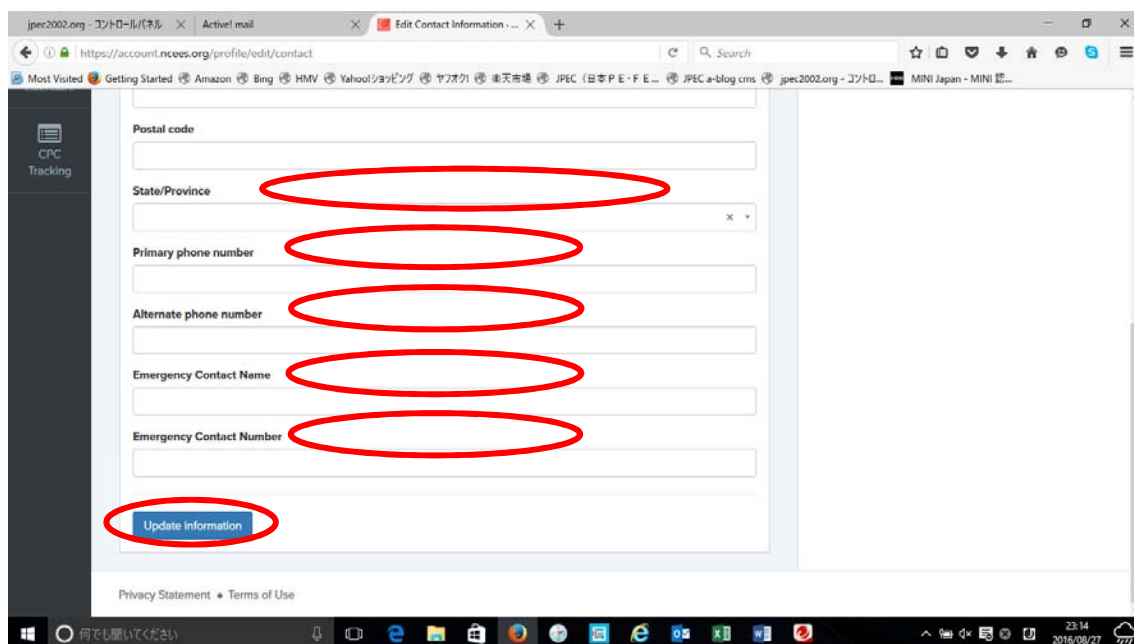 jpec2002.org - コントロールパネル
Active! mail
Edit Contact Information · ...
https://account.ncees.org/profile/edit/contact
Search
Most Visited Getting Started Amazon Bing HMV Yahoo!ショッピング ヤフオク! 楽天市場 JPEC (日本PE・FE... JPEC a-blog cms jpec2002.org - コントロ... MINI Japan - MINI 認...
Postal code
CPC
Tracking
State/Province
Primary phone number
Alternate phone number
Emergency Contact Name
Emergency Contact Number
Update information
Privacy Statement • Terms of Use
何でも聞いてください
23:14
2016/08/27